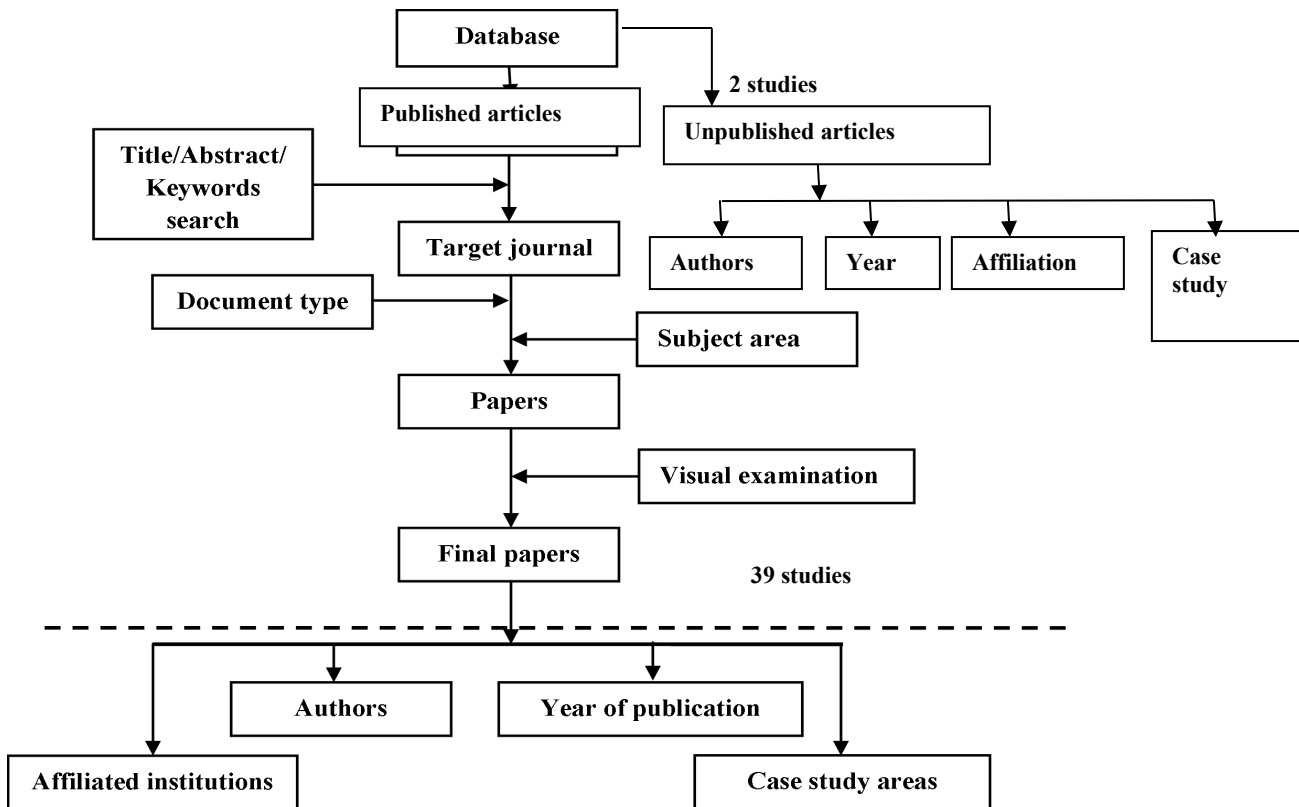 Database
2 studies
Published articles
Unpublished articles
Title/Abstract/
Keywords
search
Target journal
Authors
Year
Affiliation
Case
study
Document type
Subject area
Papers
Visual examination
Final papers
39 studies
Authors
Year of publication
Affiliated institutions
Case study areas